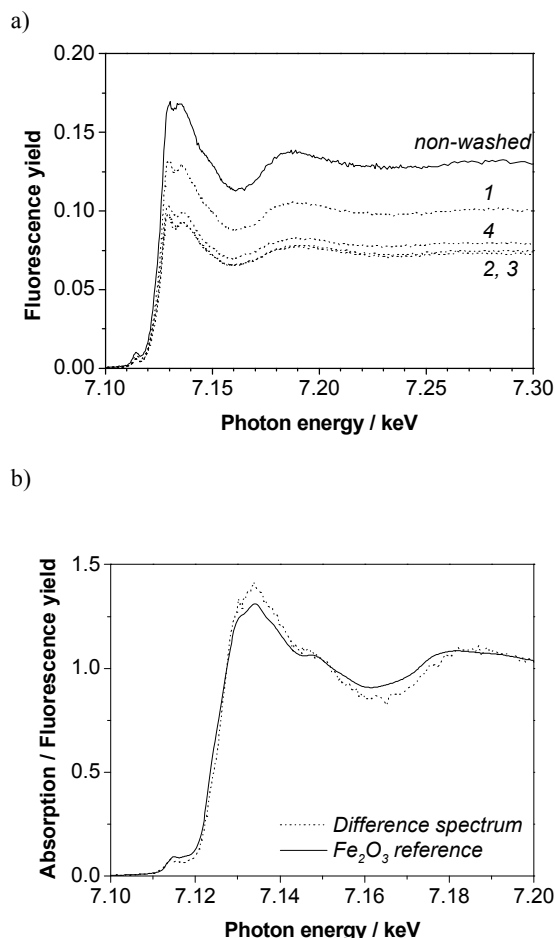 a)
0.20
0.15
0.10
0.05
0.00
Fluorescence yield
non-washed
1
4
2, 3
7.10 7.15 7.20 7.25 7.30
Photon energy / keV
b)
1.5
1.0
0.5
0.0
Absorption / Fluorescence yield
Difference spectrum
Fe₂O₃ reference
7.10 7.12 7.14 7.16 7.18 7.20
Photon energy / keV